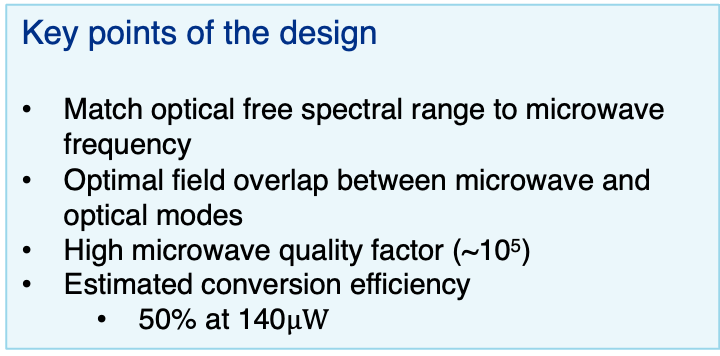 Key points of the design
• Match optical free spectral range to microwave
frequency
• Optimal field overlap between microwave and
optical modes
• High microwave quality factor (~10⁵)
• Estimated conversion efficiency
• 50% at 140μW